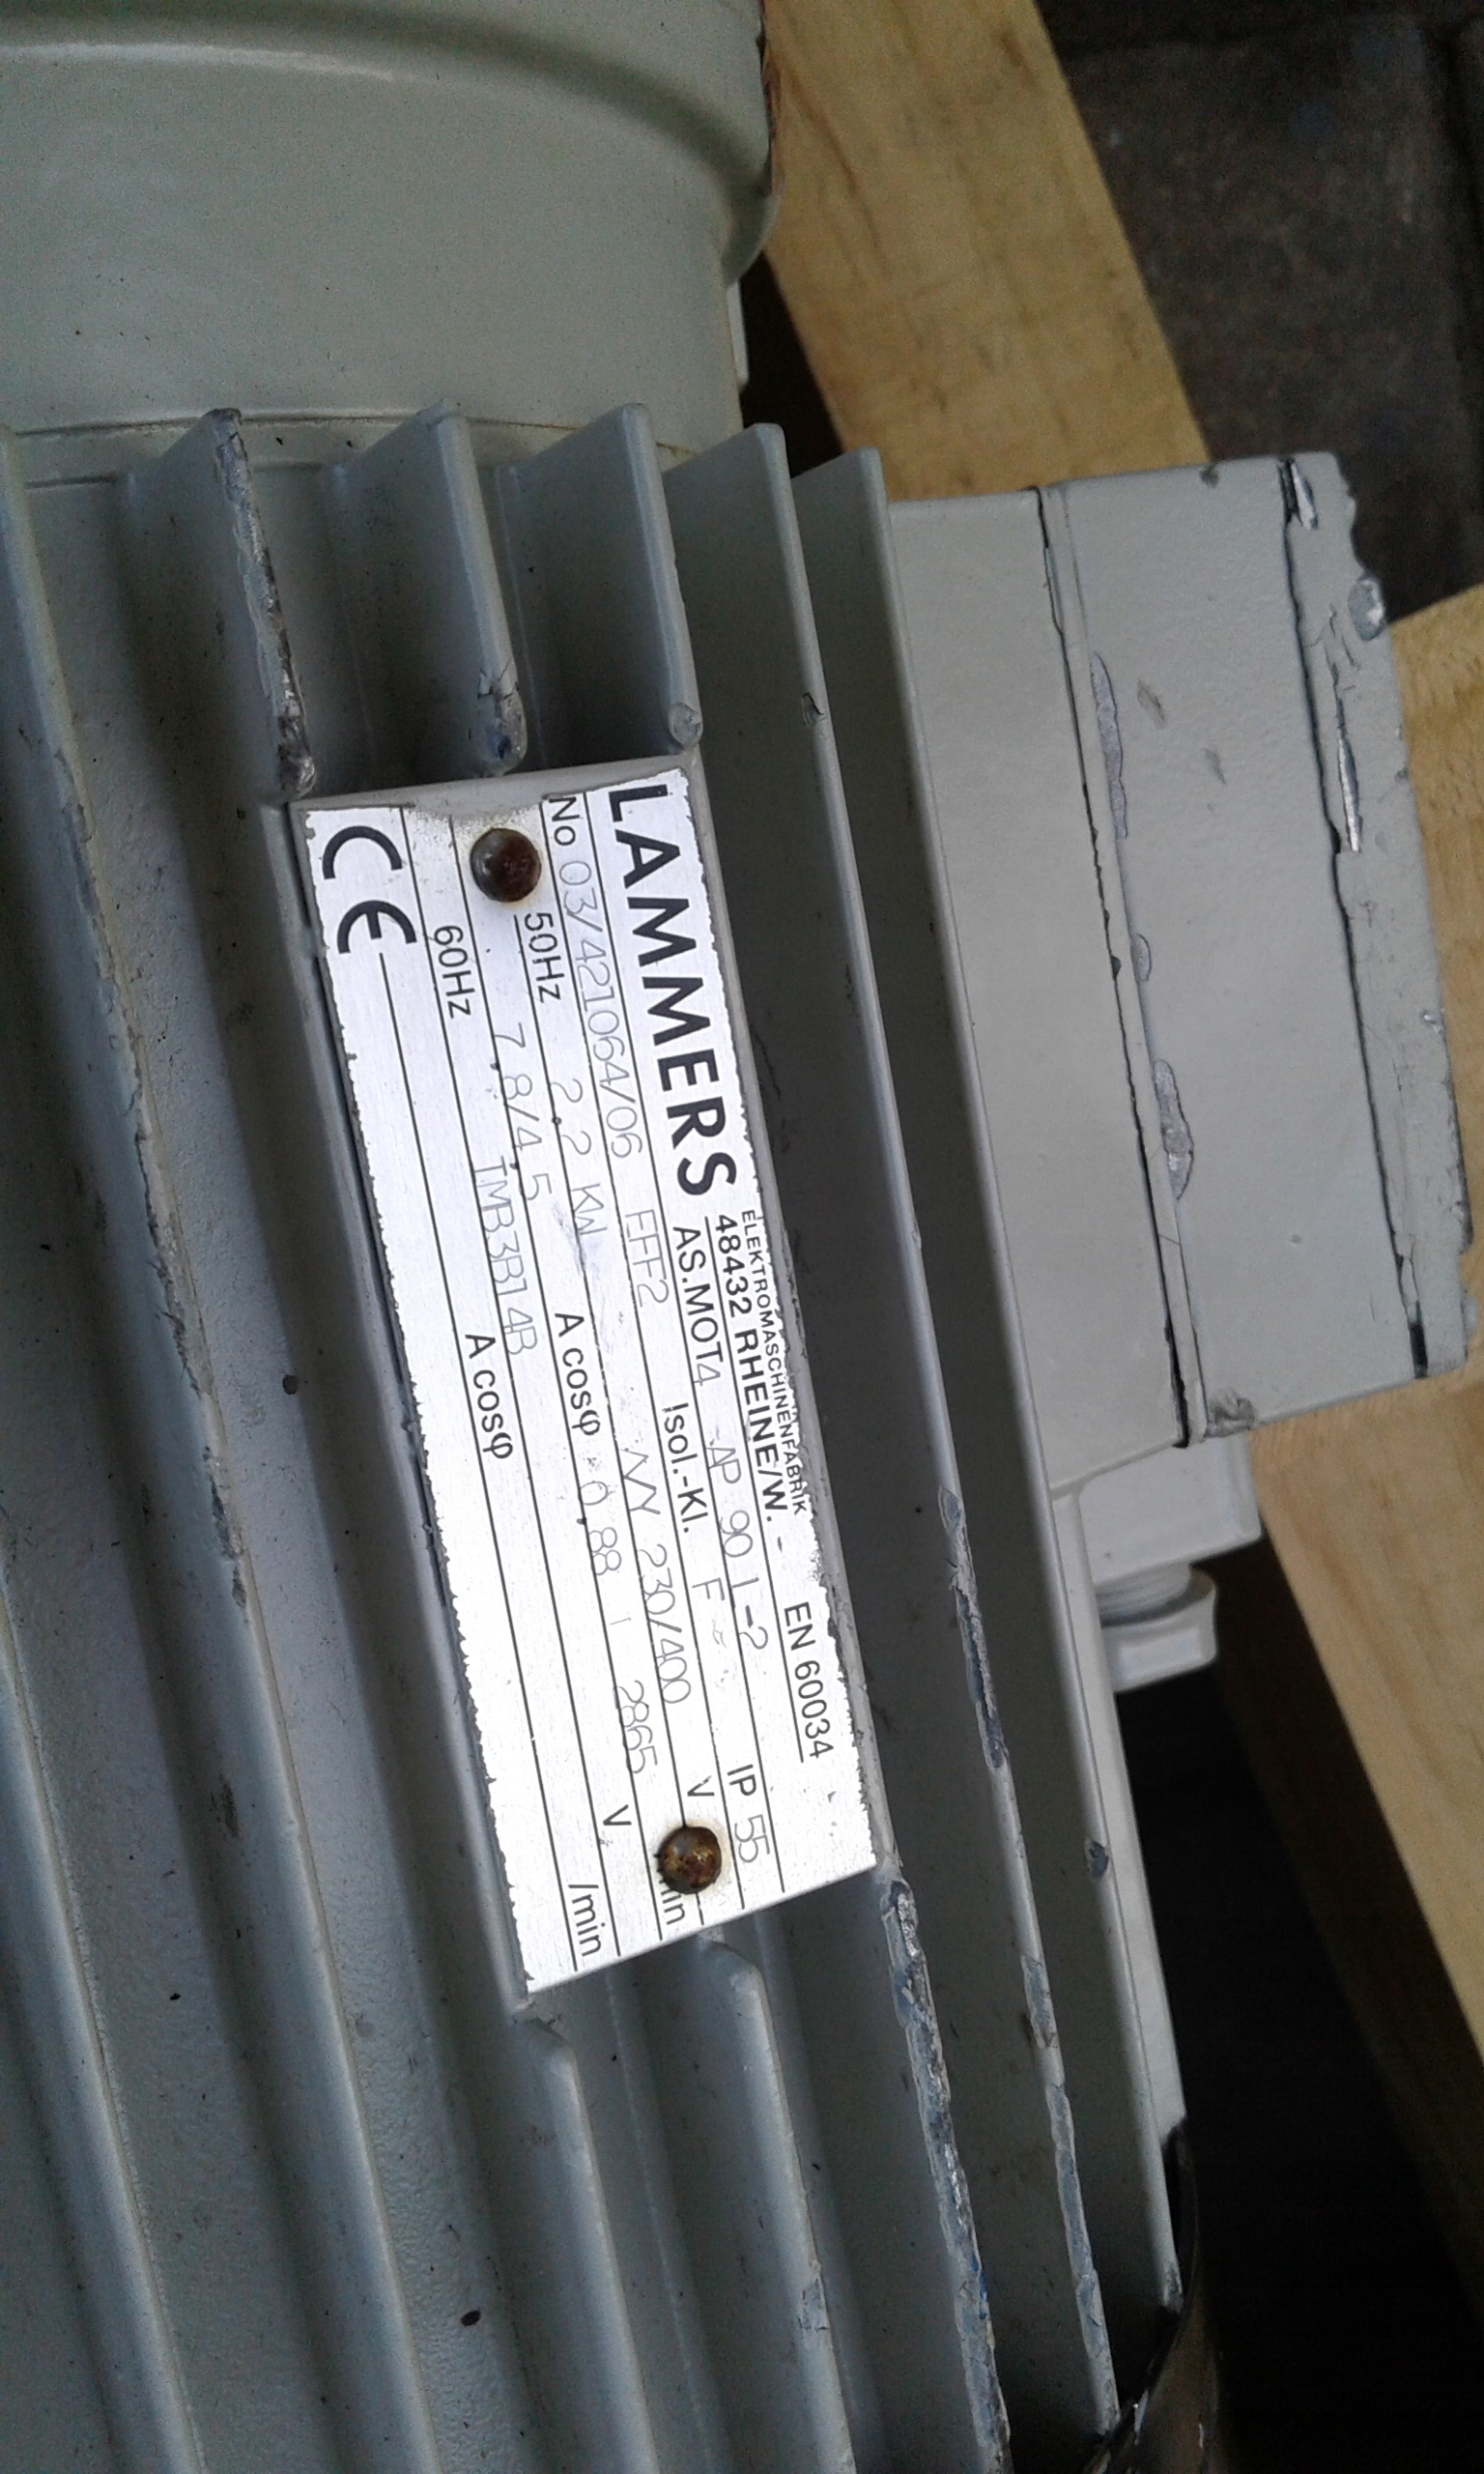 LAMMERS ELEKTROMASCHINENFABRIK
48432 RHEINE/W. - EN 60034
AS.MOT4 AP 90 L-2 IP 55
No 03/421064/06 EFF2 Isol.-Kl. F
50Hz 2,2 KW 230/400 V
7,8/4,5 A cosφ 0,88 2865 /min
60Hz TMB3B14B V
A cosφ /min
CE